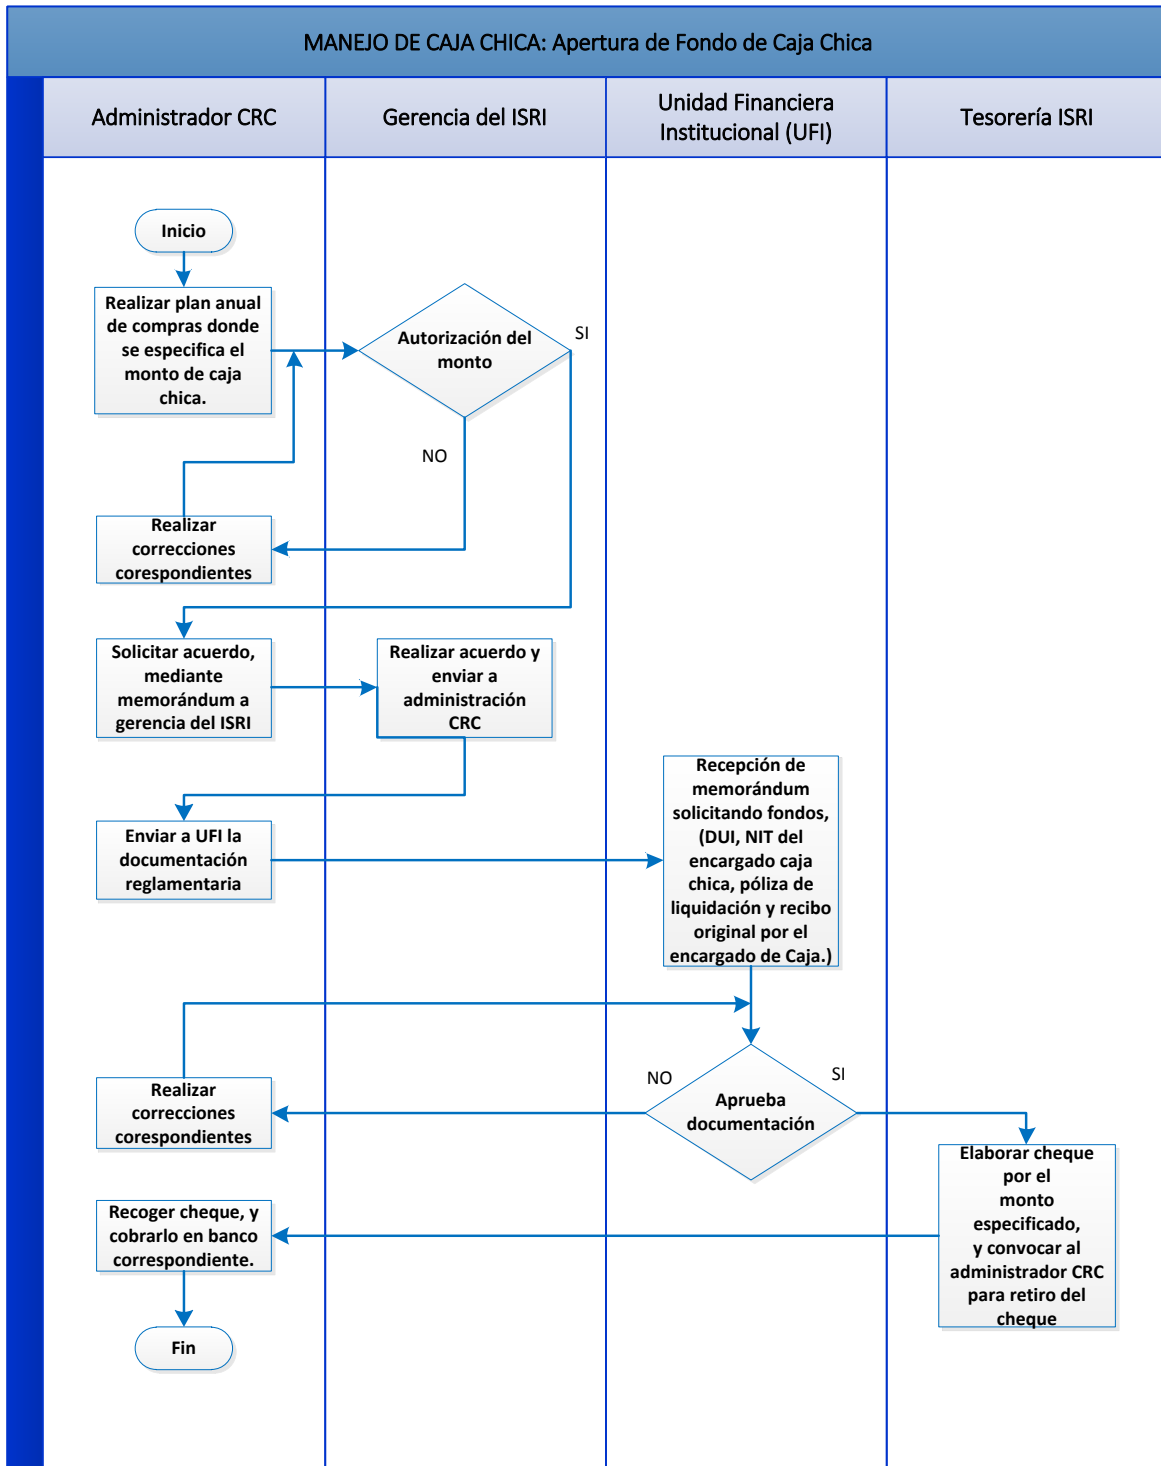 MANEJO DE CAJA CHICA: Apertura de Fondo de Caja Chica
Administrador CRC
Gerencia del ISRI
Unidad Financiera
Institucional (UFI)
Tesorería ISRI
Inicio
Realizar plan anual
de compras donde
se especifica el
monto de caja
chica.
Autorización del
monto
SI
NO
Realizar
correcciones
corespondientes
Solicitar acuerdo,
mediante
memorándum a
gerencia del ISRI
Realizar acuerdo y
enviar a
administración
CRC
Enviar a UFI la
documentación
reglamentaria
Recepción de
memorándum
solicitando fondos,
(DUI, NIT del
encargado caja
chica, póliza de
liquidación y recibo
original por el
encargado de Caja.)
Realizar
correcciones
corespondientes
NO
Aprueba
documentación
SI
Elaborar cheque
por el
monto
especificado,
y convocar al
administrador CRC
para retiro del
cheque
Recoger cheque, y
cobrarlo en banco
correspondiente.
Fin